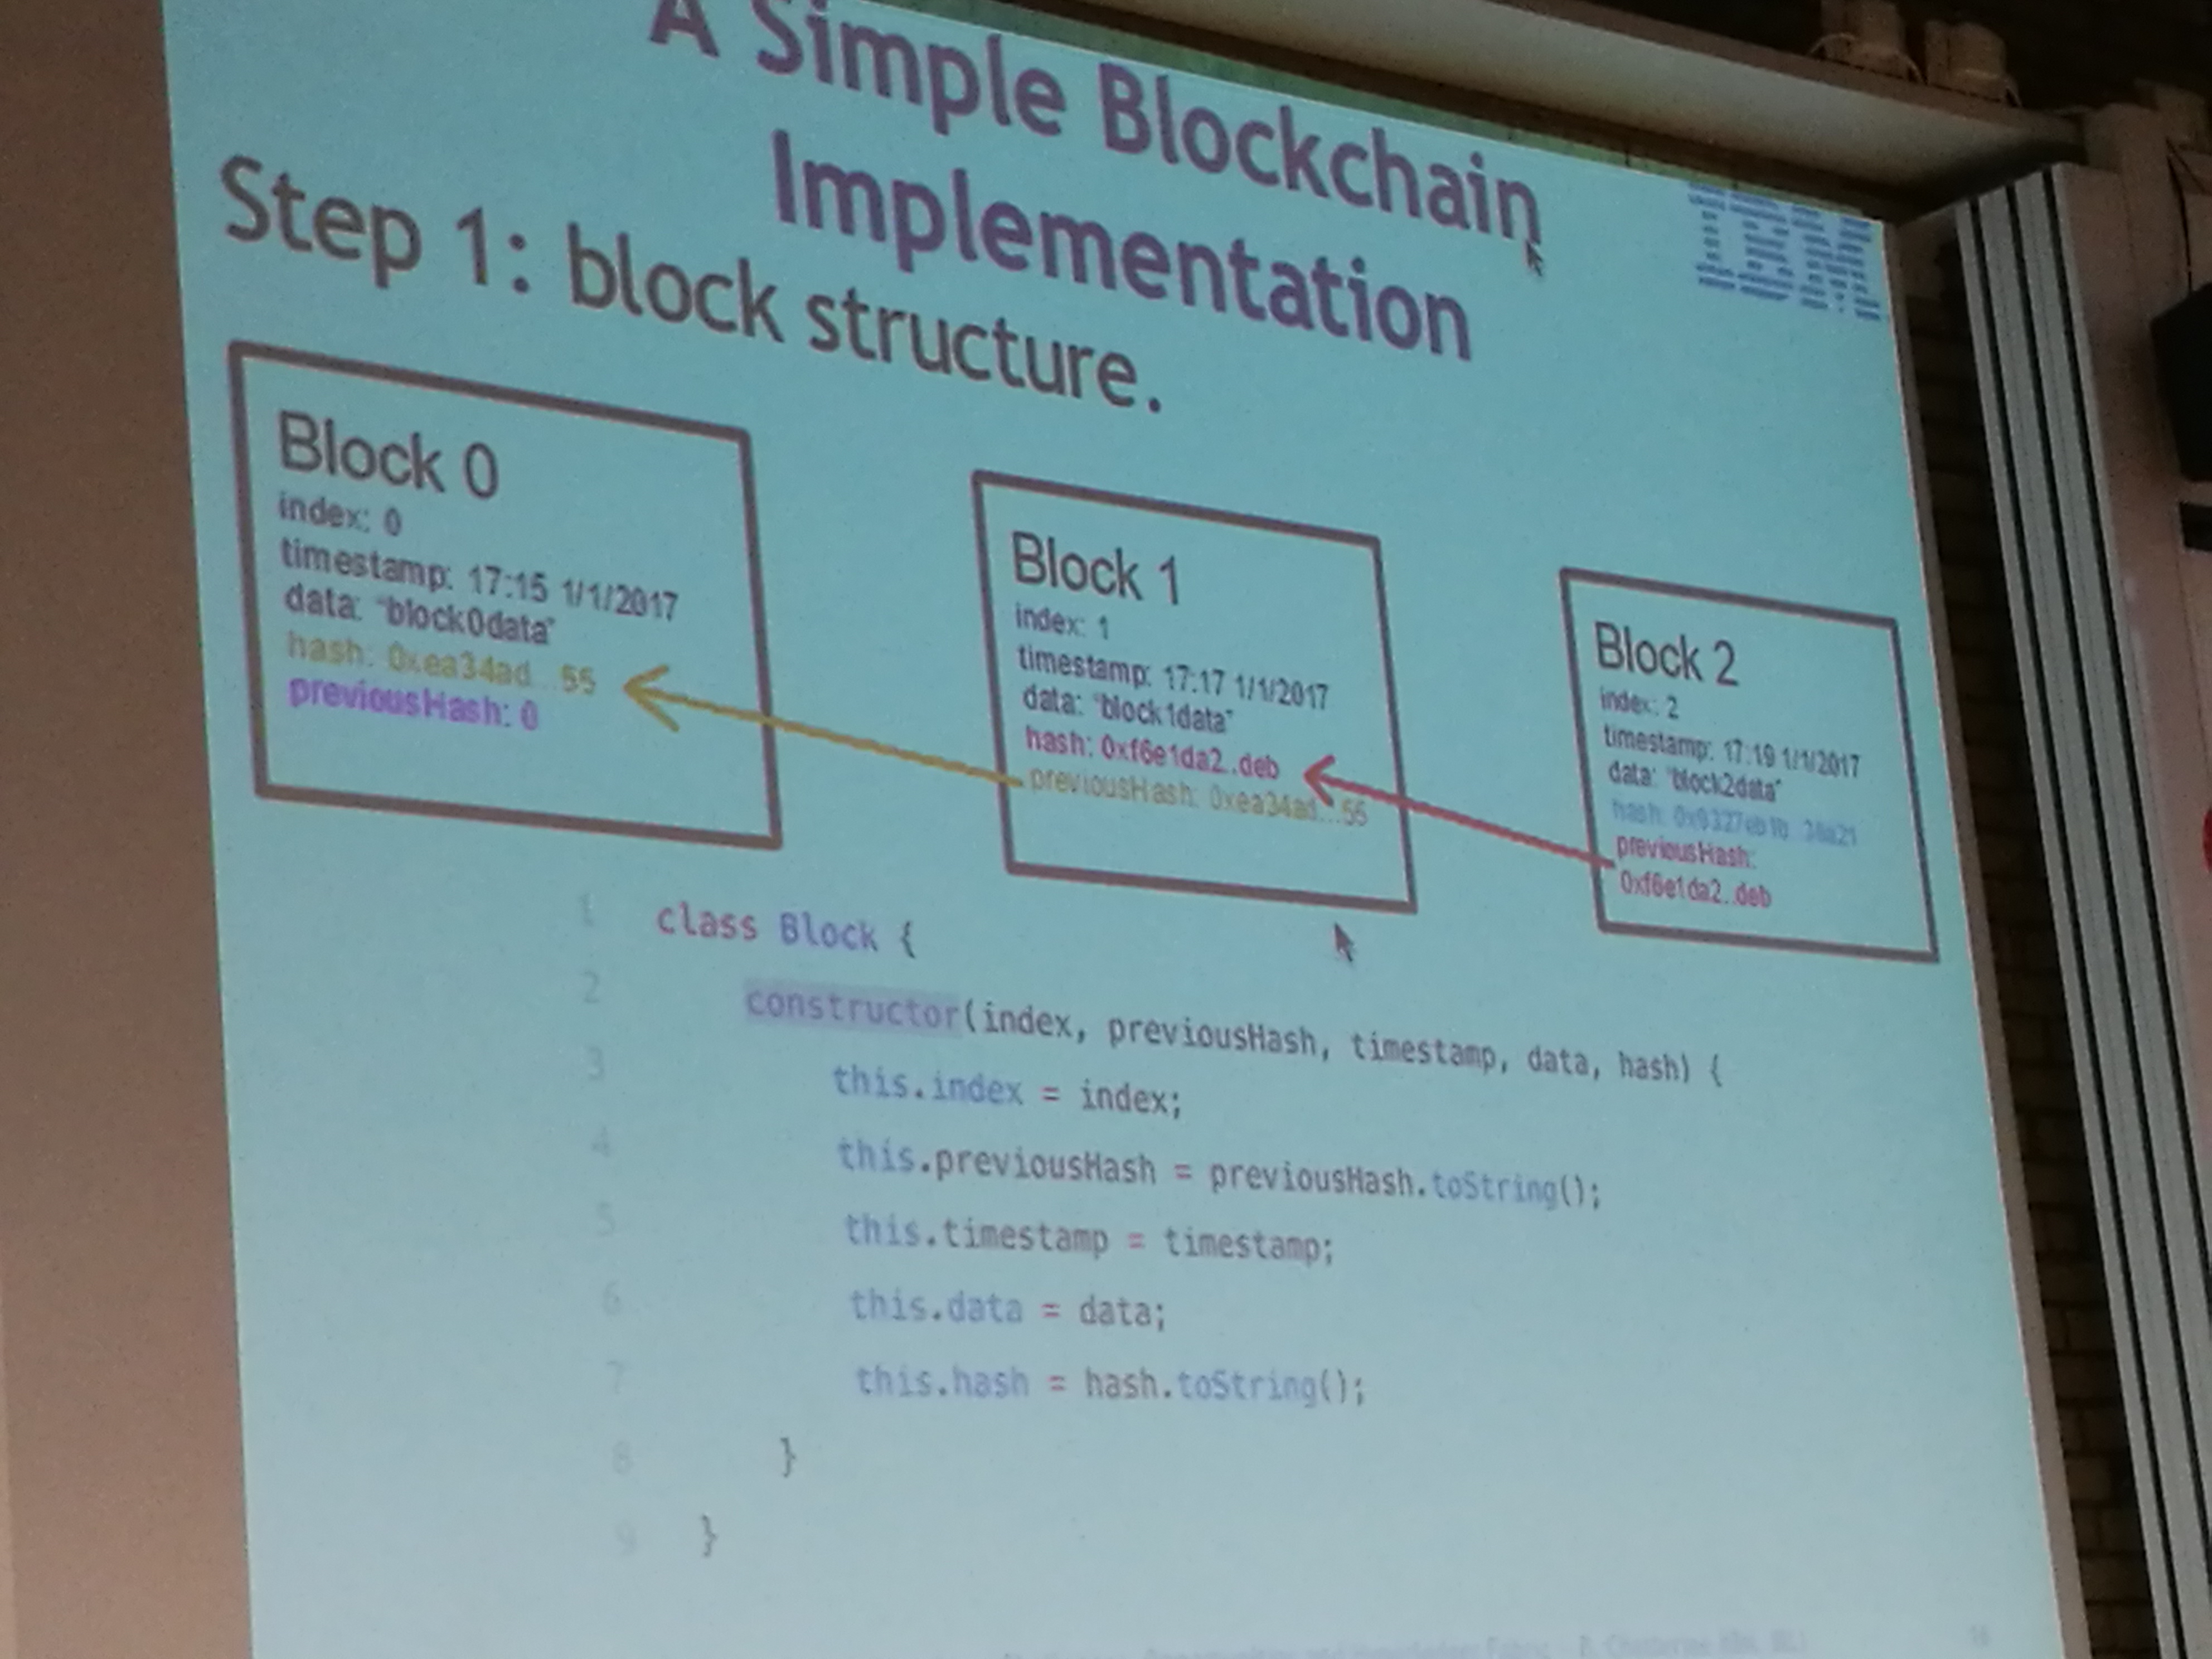 A Simple Blockchain
Implementation
IBM
Step 1: block structure.
Block 0
index: 0
timestamp: 17:15 1/1/2017
data: "block0data"
hash: 0xea34ad...55
previousHash: 0
Block 1
index: 1
timestamp: 17:17 1/1/2017
data: "block1data"
hash: 0xf6e1da2..deb
previousHash: 0xea34ad...55
Block 2
index: 2
timestamp: 17:19 1/1/2017
data: "block2data"
hash:
previousHash:
0xf6e1da2..deb
1 class Block {
2 constructor(index, previousHash, timestamp, data, hash) {
3 this.index = index;
4 this.previousHash = previousHash.toString();
5 this.timestamp = timestamp;
6 this.data = data;
7 this.hash = hash.toString();
8 }
9 }